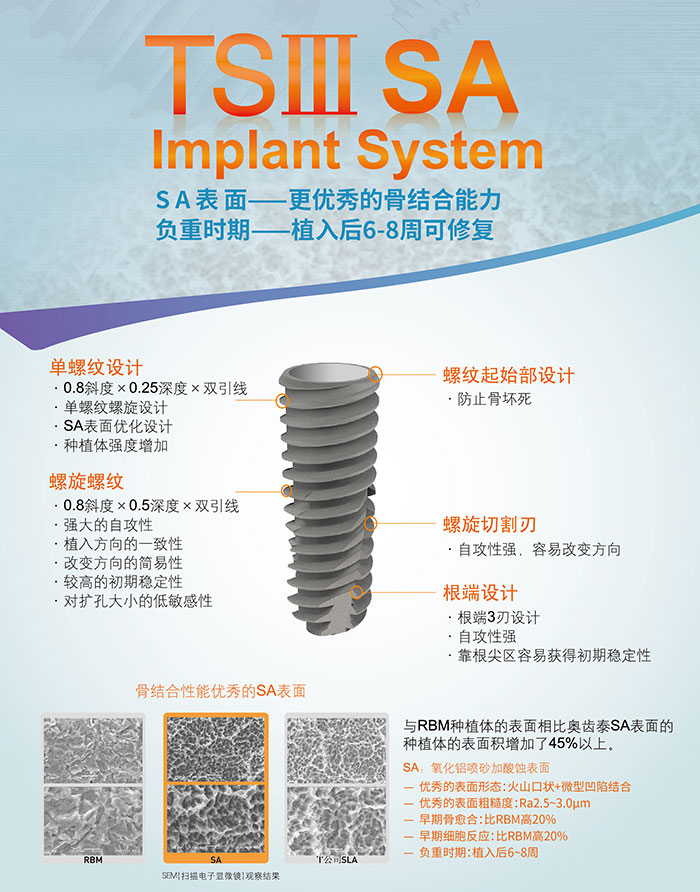 TSⅢ SA
Implant System
SA表面——更优秀的骨结合能力
负重时期——植入后6-8周可修复
单螺纹设计
· 0.8斜度×0.25深度×双引线
· 单螺纹螺旋设计
· SA表面优化设计
· 种植体强度增加
螺旋螺纹
· 0.8斜度×0.5深度×双引线
· 强大的自攻性
· 植入方向的一致性
· 改变方向的简易性
· 较高的初期稳定性
· 对扩孔大小的低敏感性
螺纹起始部设计
· 防止骨坏死
螺旋切割刃
· 自攻性强，容易改变方向
根端设计
· 根端3刃设计
· 自攻性强
· 靠根尖区容易获得初期稳定性
骨结合性能优秀的SA表面
RBM
SA
T公司SLA
SEM[扫描电子显微镜]观察结果
与RBM种植体的表面相比奥齿泰SA表面的
种植体的表面积增加了45%以上。
SA：氧化铝喷砂加酸蚀表面
— 优秀的表面形态：火山口状+微型凹陷结合
— 优秀的表面粗糙度：Ra2.5~3.0μm
— 早期骨愈合：比RBM高20%
— 早期细胞反应：比RBM高20%
— 负重时期：植入后6~8周